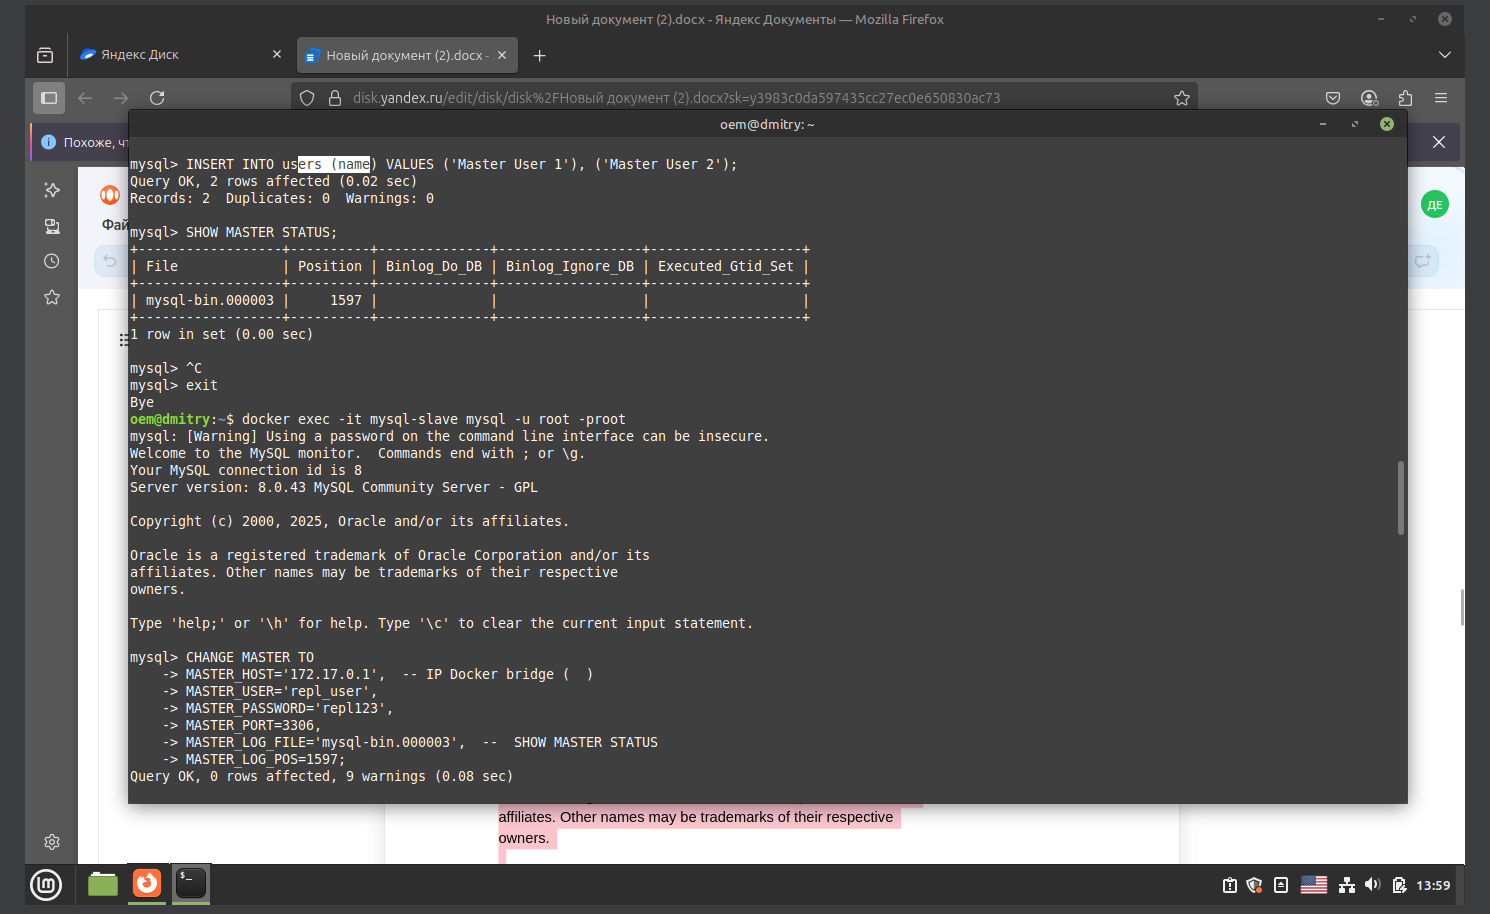 Новый документ (2).docx - Яндекс Документы — Mozilla Firefox
Яндекс Диск
Новый документ (2).docx -
disk.yandex.ru/edit/disk/disk%2FНовый документ (2).docx?sk=y3983c0da597435cc27ec0e650830ac73
oem@dmitry: ~
Похоже, чт
mysql> INSERT INTO users (name) VALUES ('Master User 1'), ('Master User 2');
Query OK, 2 rows affected (0.02 sec)
Records: 2  Duplicates: 0  Warnings: 0
ДЕ
Фай
mysql> SHOW MASTER STATUS;
+------------------+----------+--------------+------------------+-------------------+
| File             | Position | Binlog_Do_DB | Binlog_Ignore_DB | Executed_Gtid_Set |
+------------------+----------+--------------+------------------+-------------------+
| mysql-bin.000003 |     1597 |              |                  |                   |
+------------------+----------+--------------+------------------+-------------------+
1 row in set (0.00 sec)
mysql> ^C
mysql> exit
Bye
oem@dmitry:~$ docker exec -it mysql-slave mysql -u root -proot
mysql: [Warning] Using a password on the command line interface can be insecure.
Welcome to the MySQL monitor.  Commands end with ; or \g.
Your MySQL connection id is 8
Server version: 8.0.43 MySQL Community Server - GPL
Copyright (c) 2000, 2025, Oracle and/or its affiliates.
Oracle is a registered trademark of Oracle Corporation and/or its
affiliates. Other names may be trademarks of their respective
owners.
Type 'help;' or '\h' for help. Type '\c' to clear the current input statement.
mysql> CHANGE MASTER TO
    -> MASTER_HOST='172.17.0.1',  -- IP Docker bridge (  )
    -> MASTER_USER='repl_user',
    -> MASTER_PASSWORD='repl123',
    -> MASTER_PORT=3306,
    -> MASTER_LOG_FILE='mysql-bin.000003',  --  SHOW MASTER STATUS
    -> MASTER_LOG_POS=1597;
Query OK, 0 rows affected, 9 warnings (0.08 sec)
affiliates. Other names may be trademarks of their respective
owners.
13:59